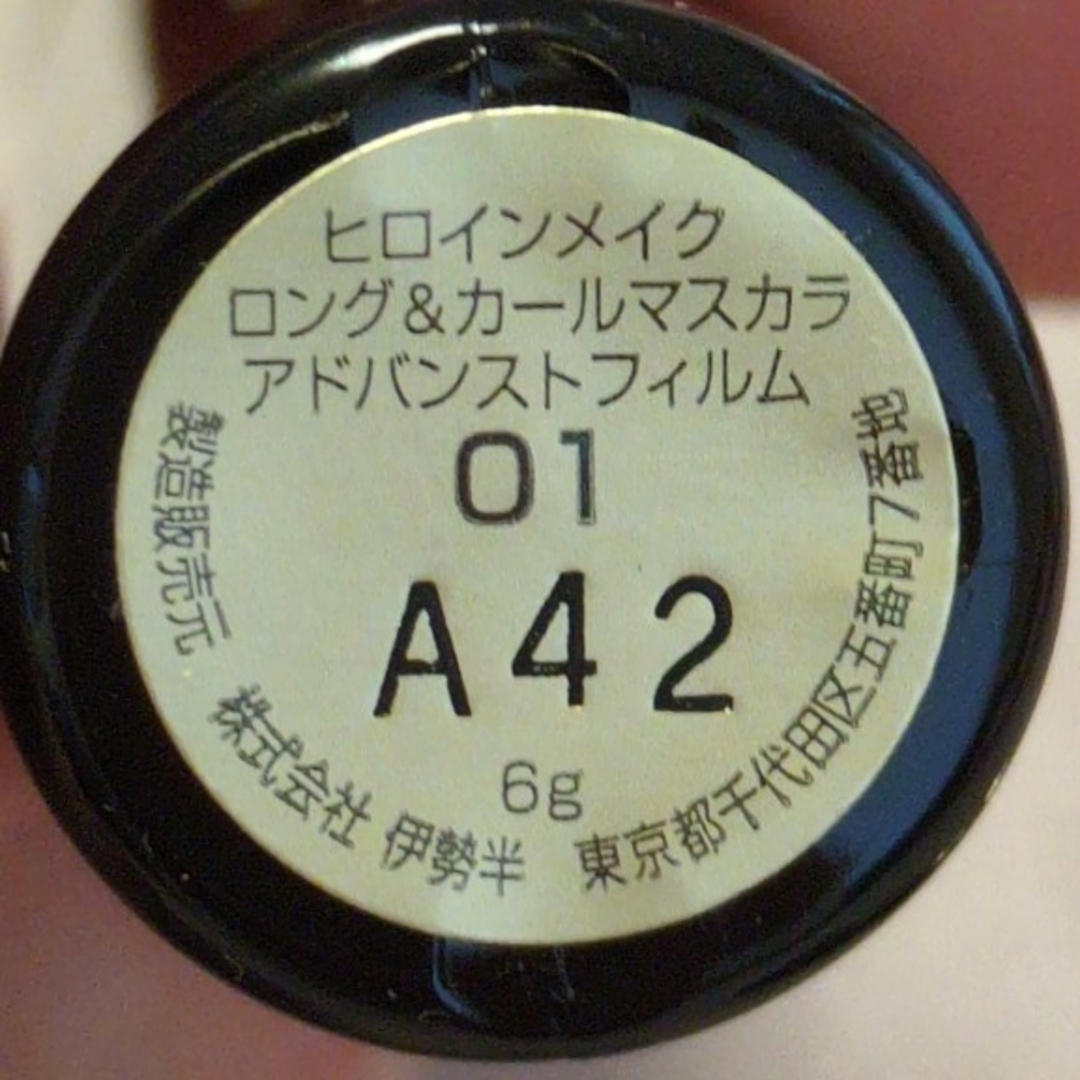 ヒロインメイク
ロング&カールマスカラ
アドバンストフィルム
01
A42
6g
製造販売元 株式会社 伊勢半 東京都千代田区五番町7番地